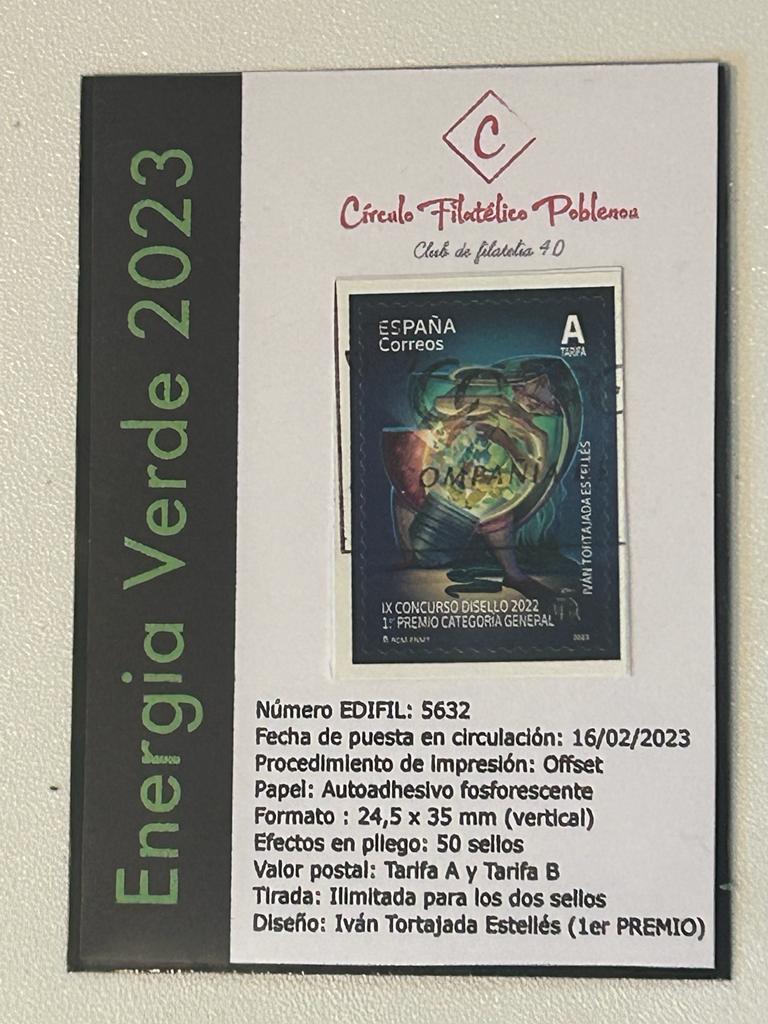 Energia Verde 2023
C
Círculo Filatélico Poblenou
Club de filatelia 4.0
ESPAÑA
Correos
A
TARIFA
OMPAÑIA
IVÁN TORTAJADA ESTELLÉS
IX CONCURSO DISELLO 2022
1er PREMIO CATEGORÍA GENERAL
2023
Número EDIFIL: 5632
Fecha de puesta en circulación: 16/02/2023
Procedimiento de impresión: Offset
Papel: Autoadhesivo fosforescente
Formato : 24,5 x 35 mm (vertical)
Efectos en pliego: 50 sellos
Valor postal: Tarifa A y Tarifa B
Tirada: Ilimitada para los dos sellos
Diseño: Iván Tortajada Estellés (1er PREMIO)